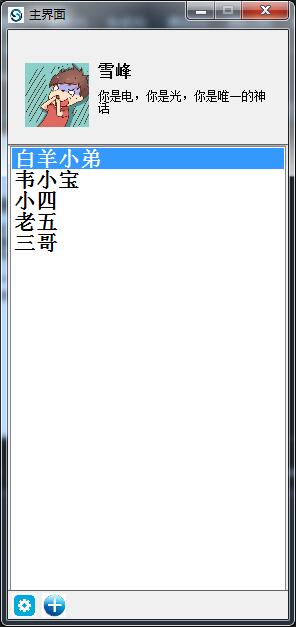 主界面
雪峰
你是电，你是光，你是唯一的神
话
白羊小弟
韦小宝
小四
老五
三哥